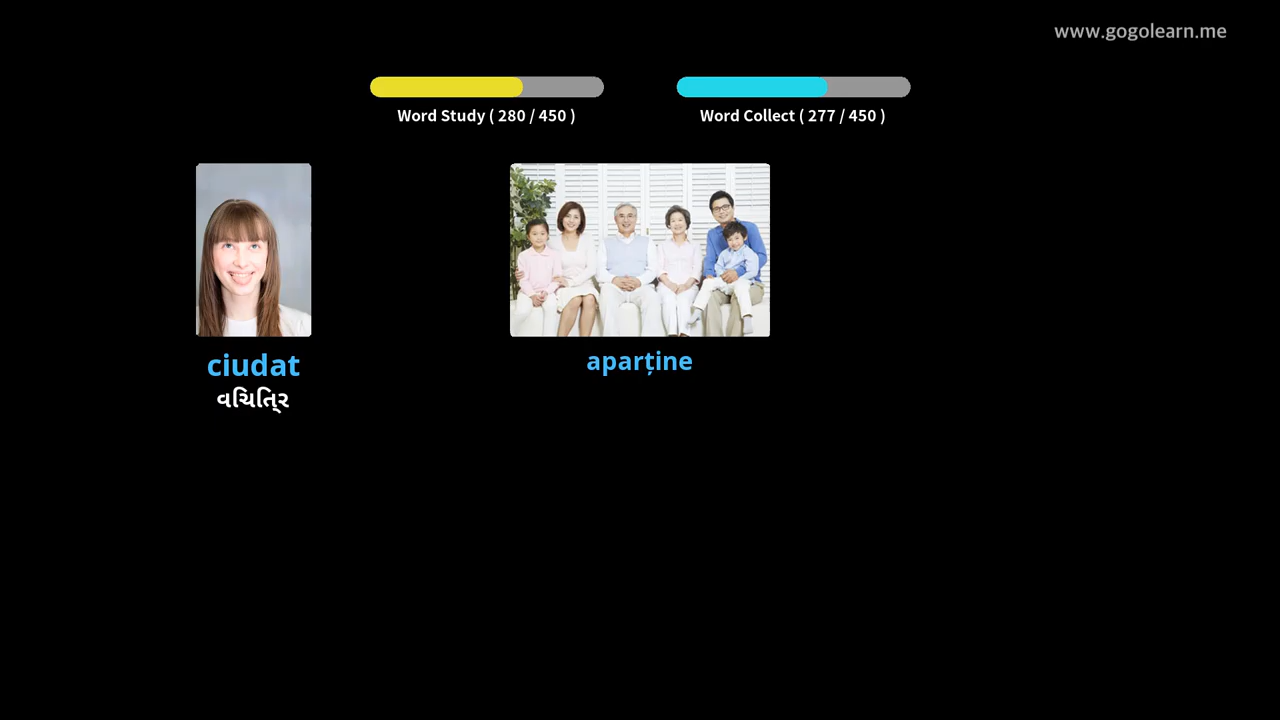 www.gogolearn.me
Word Study ( 280 / 450 )
Word Collect ( 277 / 450 )
ciudat
વિચિત્ર
aparține